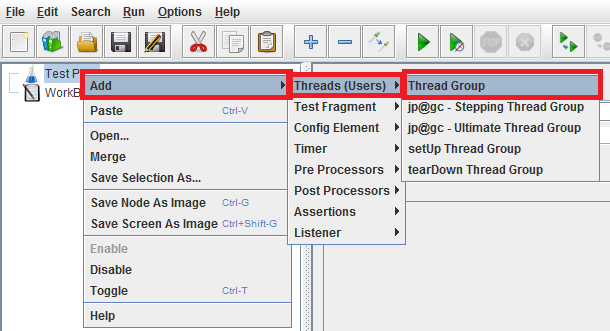 File Edit Search Run Options Help
STOP
Test P
WorkB
Add
Paste Ctrl-V
Open...
Merge
Save Selection As...
Save Node As Image Ctrl-G
Save Screen As Image Ctrl+Shift-G
Enable
Disable
Toggle Ctrl-T
Help
Threads (Users)
Test Fragment
Config Element
Timer
Pre Processors
Post Processors
Assertions
Listener
Thread Group
jp@gc - Stepping Thread Group
jp@gc - Ultimate Thread Group
setUp Thread Group
tearDown Thread Group